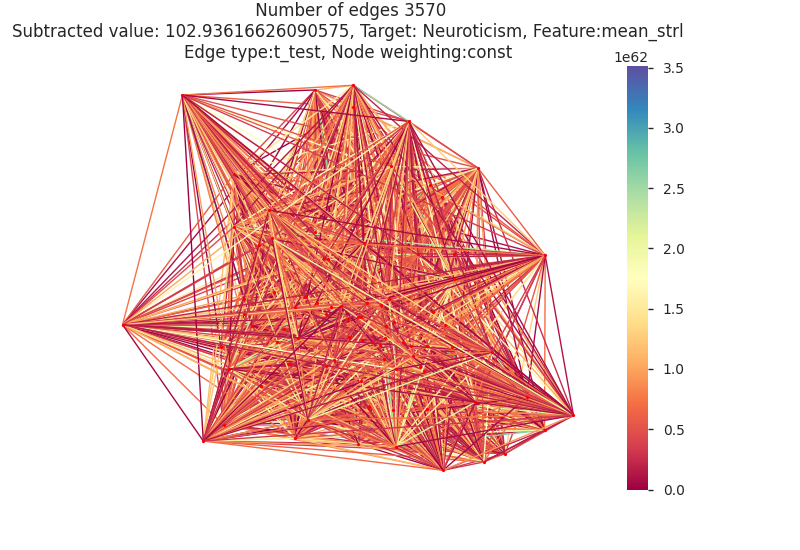 Number of edges 3570
Subtracted value: 102.93616626090575, Target: Neuroticism, Feature:mean_strl
Edge type:t_test, Node weighting:const
1e62
3.5
3.0
2.5
2.0
1.5
1.0
0.5
0.0